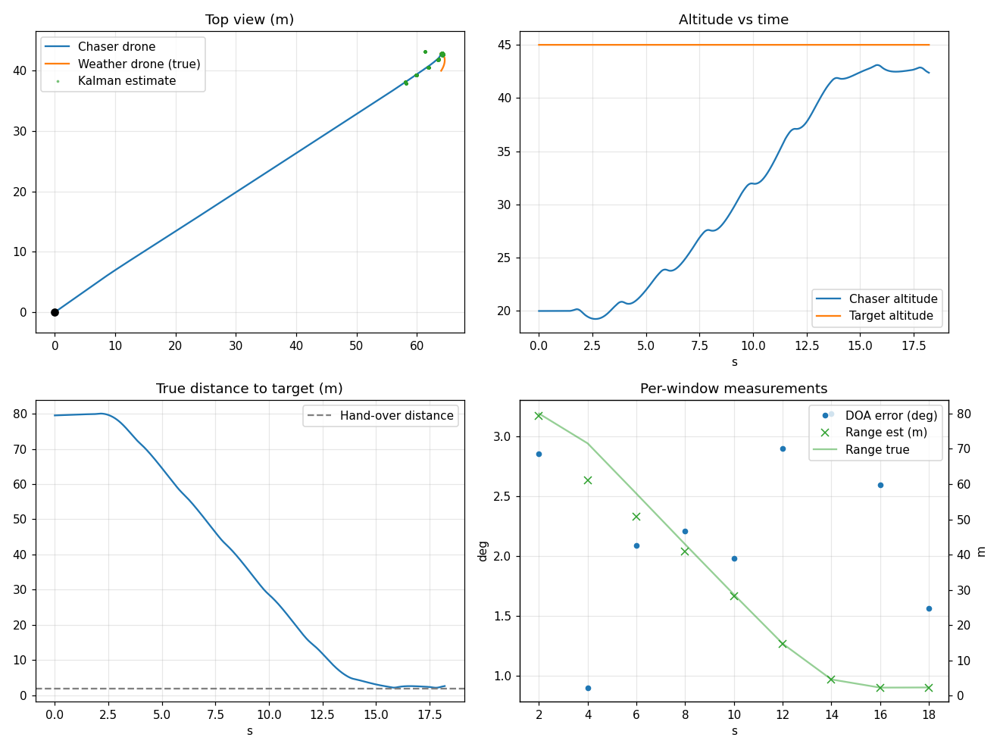 Top view (m)
Chaser drone
Weather drone (true)
Kalman estimate
40
30
20
10
0
0 10 20 30 40 50 60
Altitude vs time
45
40
35
30
25
20
Chaser altitude
Target altitude
0.0 2.5 5.0 7.5 10.0 12.5 15.0 17.5
s
True distance to target (m)
Hand-over distance
80
70
60
50
40
30
20
10
0
0.0 2.5 5.0 7.5 10.0 12.5 15.0 17.5
s
Per-window measurements
DOA error (deg)
Range est (m)
Range true
deg
3.0
2.5
2.0
1.5
1.0
80
70
60
50
40
30
20
10
0
m
2 4 6 8 10 12 14 16 18
s